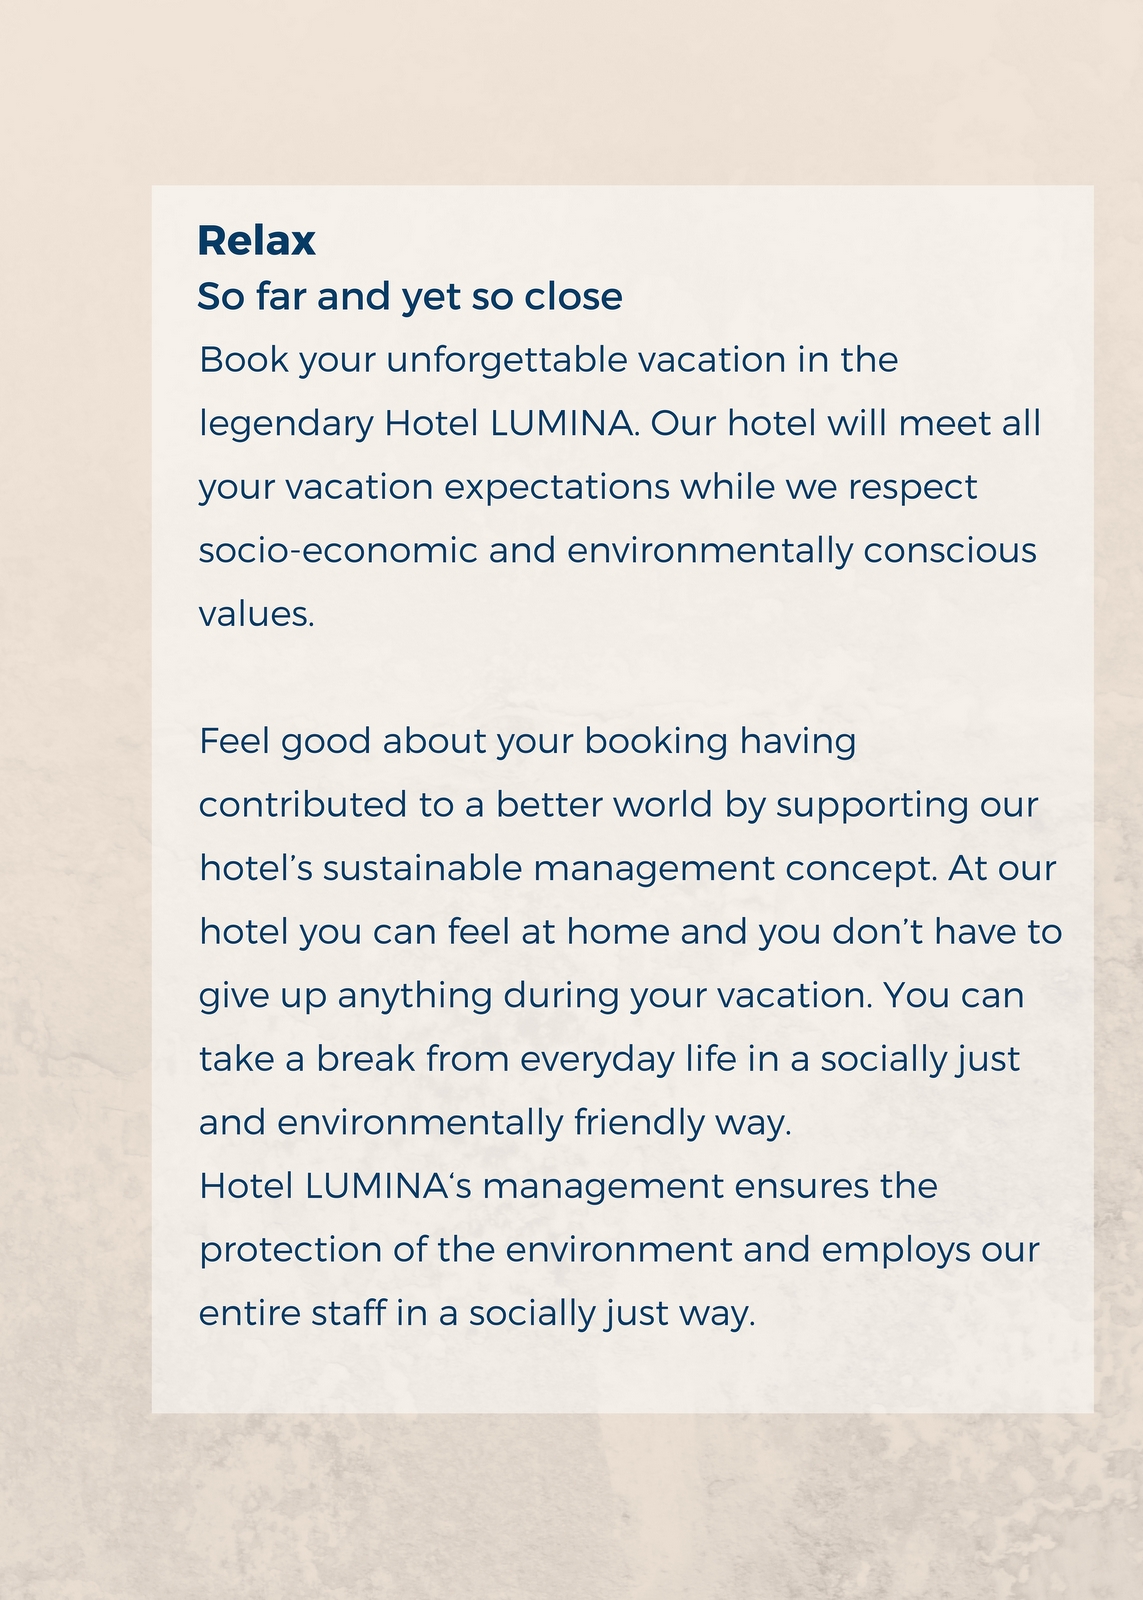 Relax
So far and yet so close
Book your unforgettable vacation in the
legendary Hotel LUMINA. Our hotel will meet all
your vacation expectations while we respect
socio-economic and environmentally conscious
values.
Feel good about your booking having
contributed to a better world by supporting our
hotel’s sustainable management concept. At our
hotel you can feel at home and you don’t have to
give up anything during your vacation. You can
take a break from everyday life in a socially just
and environmentally friendly way.
Hotel LUMINA‘s management ensures the
protection of the environment and employs our
entire staff in a socially just way.